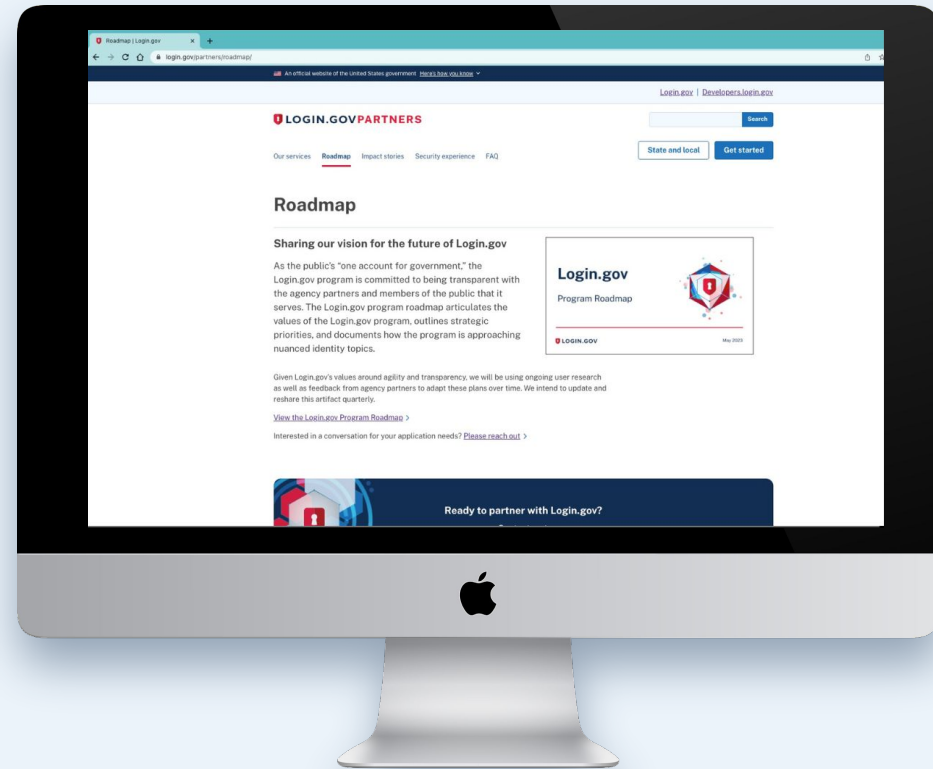 Roadmap | Login.gov
login.gov/partners/roadmap/
An official website of the United States government Here's how you know
Login.gov | Developers.login.gov
LOGIN.GOVPARTNERS
Search
Our services Roadmap Impact stories Security experience FAQ
State and local Get started
Roadmap
Sharing our vision for the future of Login.gov
As the public's "one account for government," the
Login.gov program is committed to being transparent with
the agency partners and members of the public that it
serves. The Login.gov program roadmap articulates the
values of the Login.gov program, outlines strategic
priorities, and documents how the program is approaching
nuanced identity topics.
Login.gov
Program Roadmap
LOGIN.GOV
May, 2023
Given Login.gov's values around agility and transparency, we will be using ongoing user research
as well as feedback from agency partners to adapt these plans over time. We intend to update and
reshare this artifact quarterly.
View the Login.gov Program Roadmap >
Interested in a conversation for your application needs? Please reach out >
Ready to partner with Login.gov?